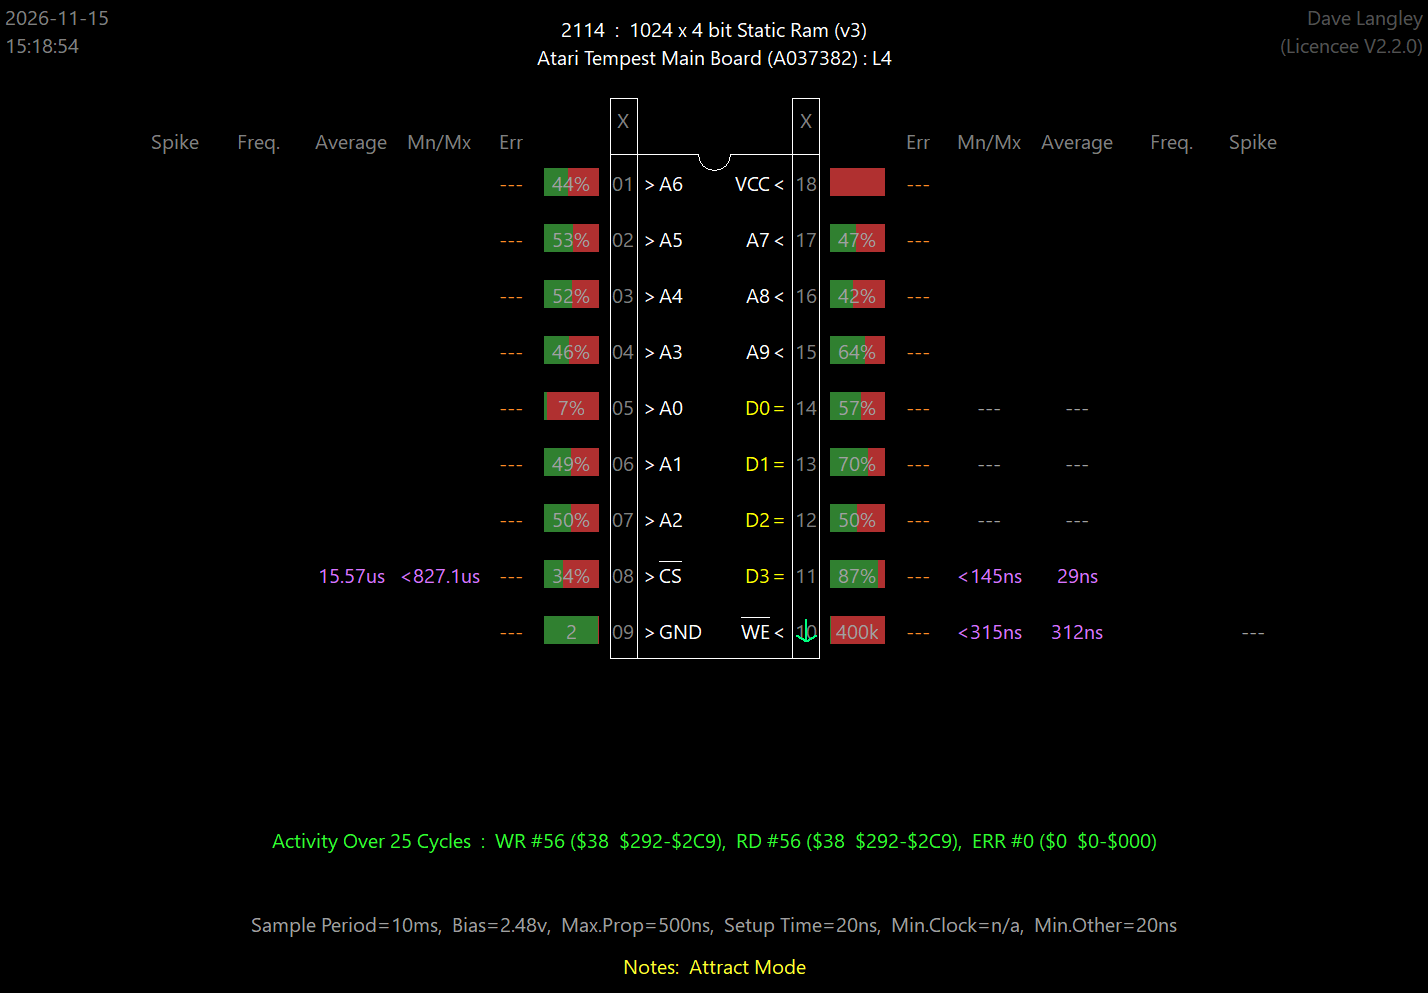 2026-11-15
15:18:54
2114 : 1024 x 4 bit Static Ram (v3)
Atari Tempest Main Board (A037382) : L4
Dave Langley
(Licencee V2.2.0)
X X
Spike Freq. Average Mn/Mx Err Err Mn/Mx Average Freq. Spike
--- 44% 01 > A6 VCC < 18 ---
--- 53% 02 > A5 A7 < 17 47% ---
--- 52% 03 > A4 A8 < 16 42% ---
--- 46% 04 > A3 A9 < 15 64% ---
--- 7% 05 > A0 D0 = 14 57% --- --- ---
--- 49% 06 > A1 D1 = 13 70% --- --- ---
--- 50% 07 > A2 D2 = 12 50% --- --- ---
15.57us <827.1us --- 34% 08 > CS D3 = 11 87% --- <145ns 29ns
--- 2 09 > GND WE < 10 400k --- <315ns 312ns ---
Activity Over 25 Cycles : WR #56 ($38 $292-$2C9), RD #56 ($38 $292-$2C9), ERR #0 ($0 $0-$000)
Sample Period=10ms, Bias=2.48v, Max.Prop=500ns, Setup Time=20ns, Min.Clock=n/a, Min.Other=20ns
Notes: Attract Mode